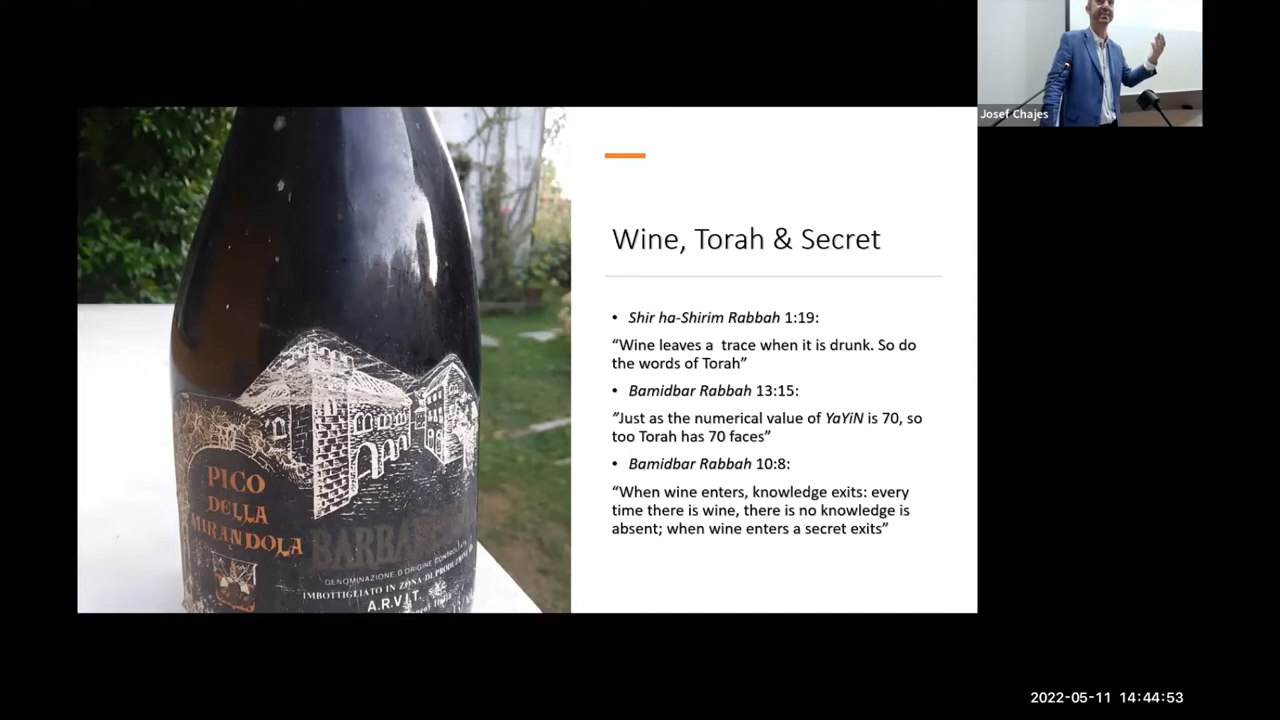 Josef Chajes
Wine, Torah & Secret
• Shir ha-Shirim Rabbah 1:19:
“Wine leaves a  trace when it is drunk. So do
the words of Torah”
• Bamidbar Rabbah 13:15:
“Just as the numerical value of YaYiN is 70, so
too Torah has 70 faces”
• Bamidbar Rabbah 10:8:
“When wine enters, knowledge exits: every
time there is wine, there is no knowledge is
absent; when wine enters a secret exits”
PICO
DELLA
MIRANDOLA
DENOMINAZIONE D'ORIGINE CONTROLLATA
IMBOTTIGLIATO IN ZONA DI PRODUZIONE
A.R.V.I.T.
2022-05-11 14:44:53